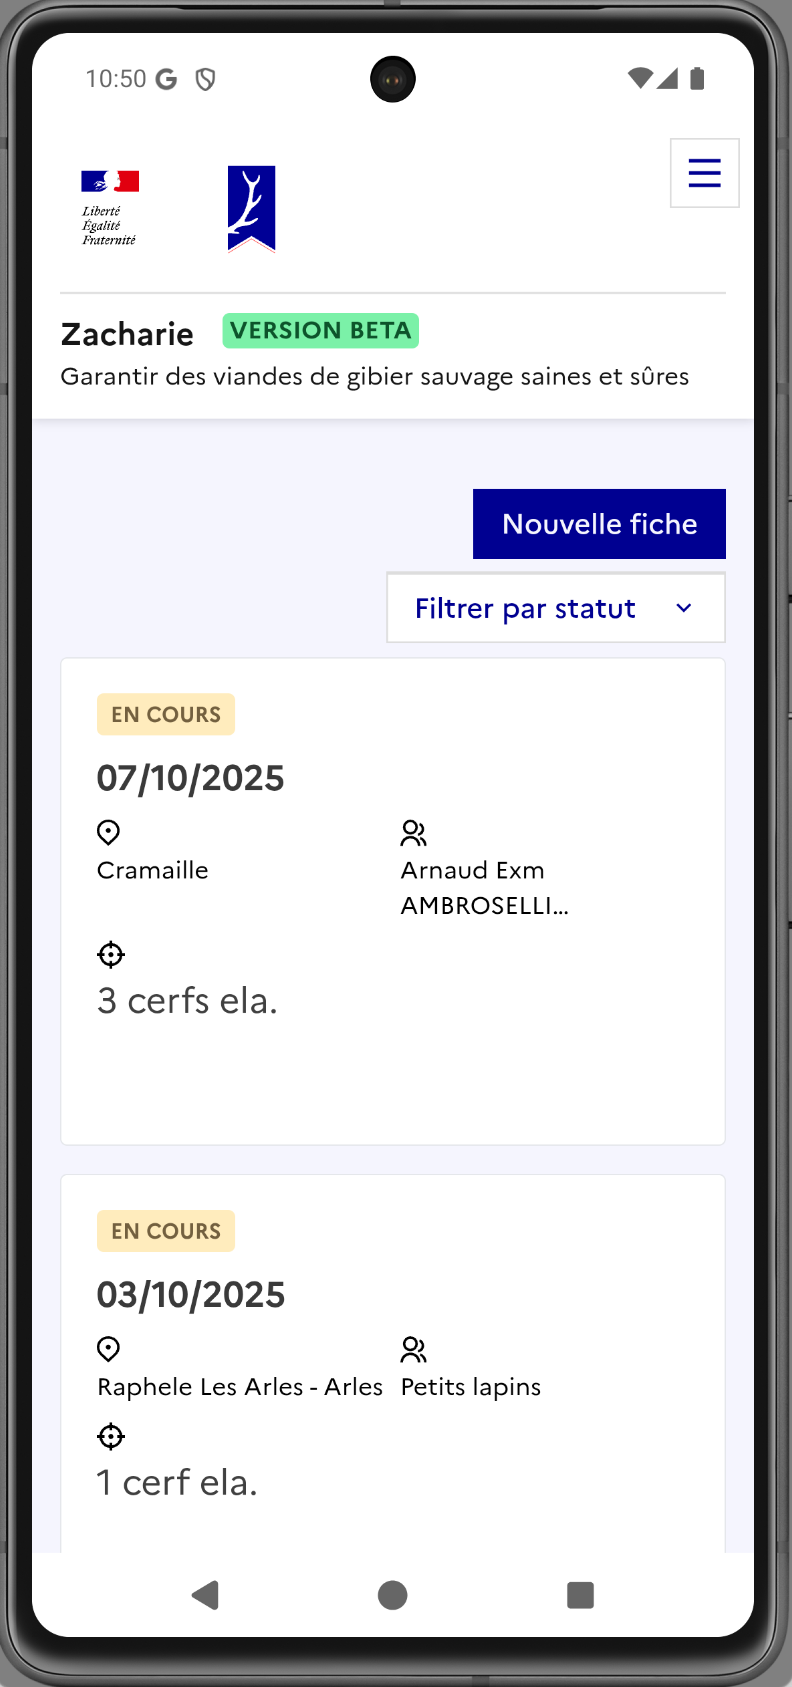 10:50
Liberté
Égalité
Fraternité
Zacharie VERSION BETA
Garantir des viandes de gibier sauvage saines et sûres
Nouvelle fiche
Filtrer par statut
EN COURS
07/10/2025
Cramaille
Arnaud Exm
AMBROSELLI...
3 cerfs ela.
EN COURS
03/10/2025
Raphele Les Arles - Arles
Petits lapins
1 cerf ela.